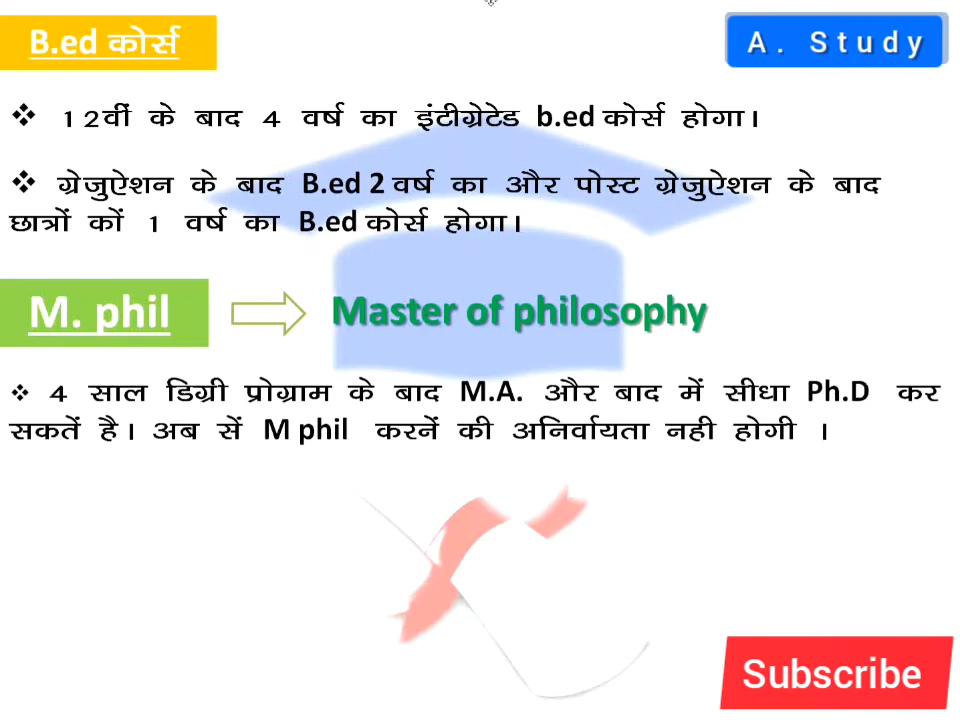 B.ed कोर्स
A. Study
❖ 12वीं के बाद 4 वर्ष का इंटीग्रेटेड b.ed कोर्स होगा।
❖ ग्रेजुऐशन के बाद B.ed 2 वर्ष का और पोस्ट ग्रेजुऐशन के बाद
छात्रों कों 1 वर्ष का B.ed कोर्स होगा।
M. phil
Master of philosophy
❖ 4 साल डिग्री प्रोग्राम के बाद M.A. और बाद में सीधा Ph.D कर
सकतें है। अब सें M phil करनें की अनिर्वायता नही होगी ।
Subscribe